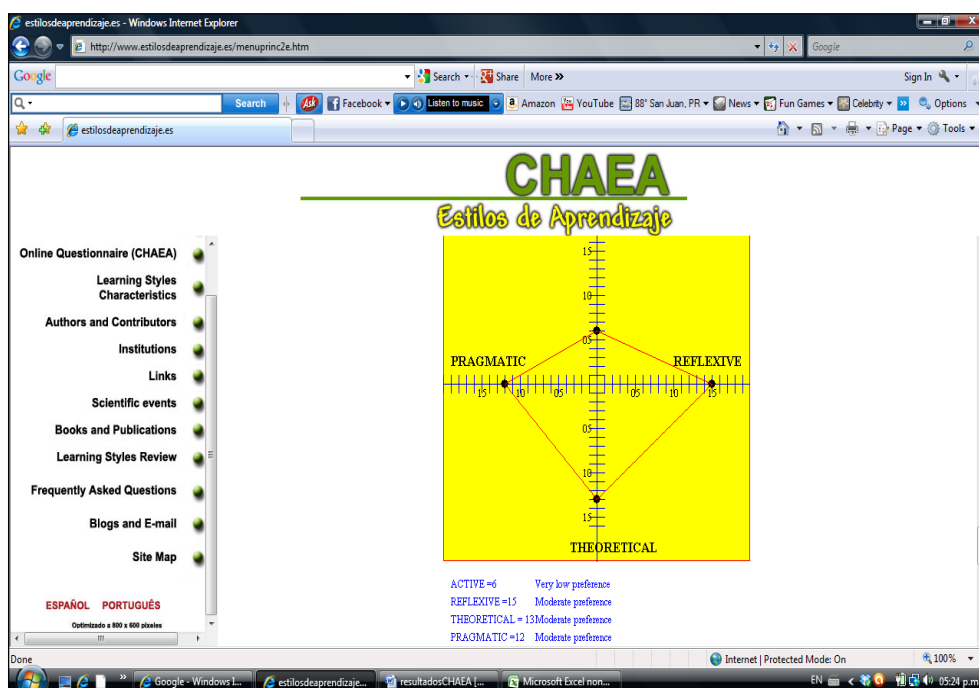 estilosdeaprendizaje.es - Windows Internet Explorer
http://www.estilosdeaprendizaje.es/menuprinc2e.htm
Google
Google Search Share More » Sign In
Search Ask Facebook Listen to music Amazon YouTube 88° San Juan, PR News Fun Games Celebrity Options
estilosdeaprendizaje.es Page Tools
CHAEA
Estilos de Aprendizaje
Online Questionnaire (CHAEA)
Learning Styles
Characteristics
Authors and Contributors
Institutions
Links
Scientific events
Books and Publications
Learning Styles Review
Frequently Asked Questions
Blogs and E-mail
Site Map
ESPAÑOL PORTUGUÊS
Optimizado a 800 x 600 pixeles
15
10
05
PRAGMATIC REFLEXIVE
15 10 05 05 10 15
05
10
15
THEORETICAL
ACTIVE =6 Very low preference
REFLEXIVE =15 Moderate preference
THEORETICAL = 13 Moderate preference
PRAGMATIC =12 Moderate preference
Done Internet | Protected Mode: On 100%
Google - Windows I... estilosdeaprendizaje... resultadosCHAEA [... Microsoft Excel non... EN 05:24 p.m.